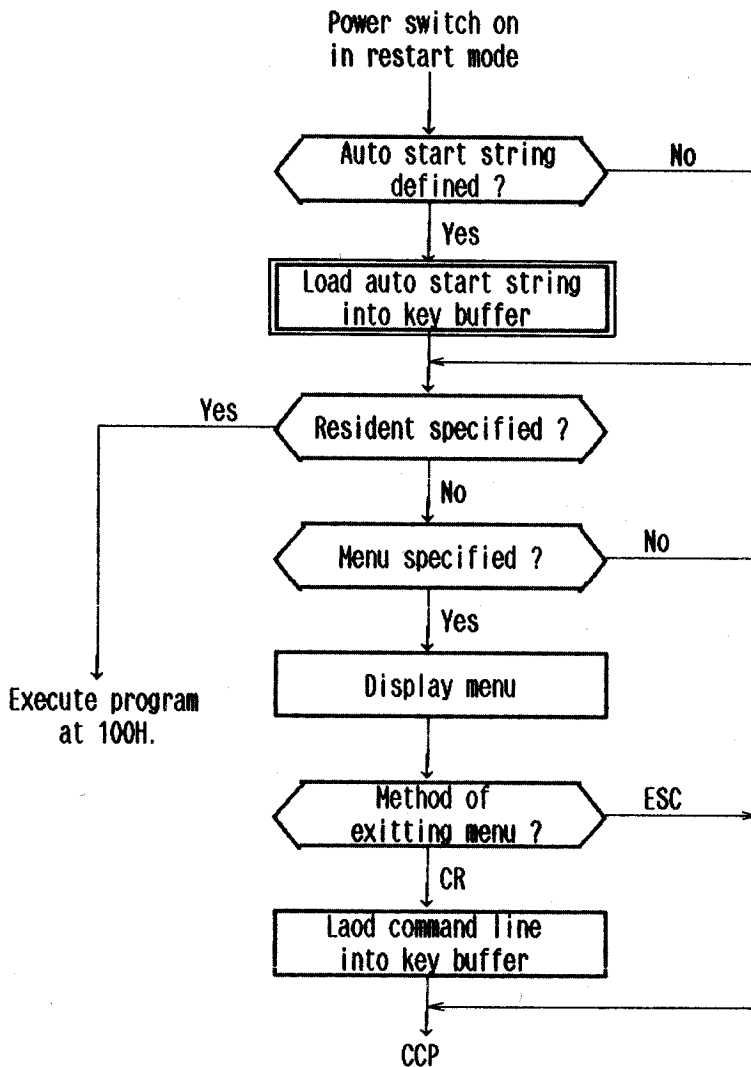 Power switch on
in restart mode
Auto start string
defined ?
No
Yes
Load auto start string
into key buffer
Yes
Resident specified ?
No
Menu specified ?
No
Yes
Display menu
Execute program
at 100H.
Method of
exitting menu ?
ESC
CR
Laod command line
into key buffer
CCP